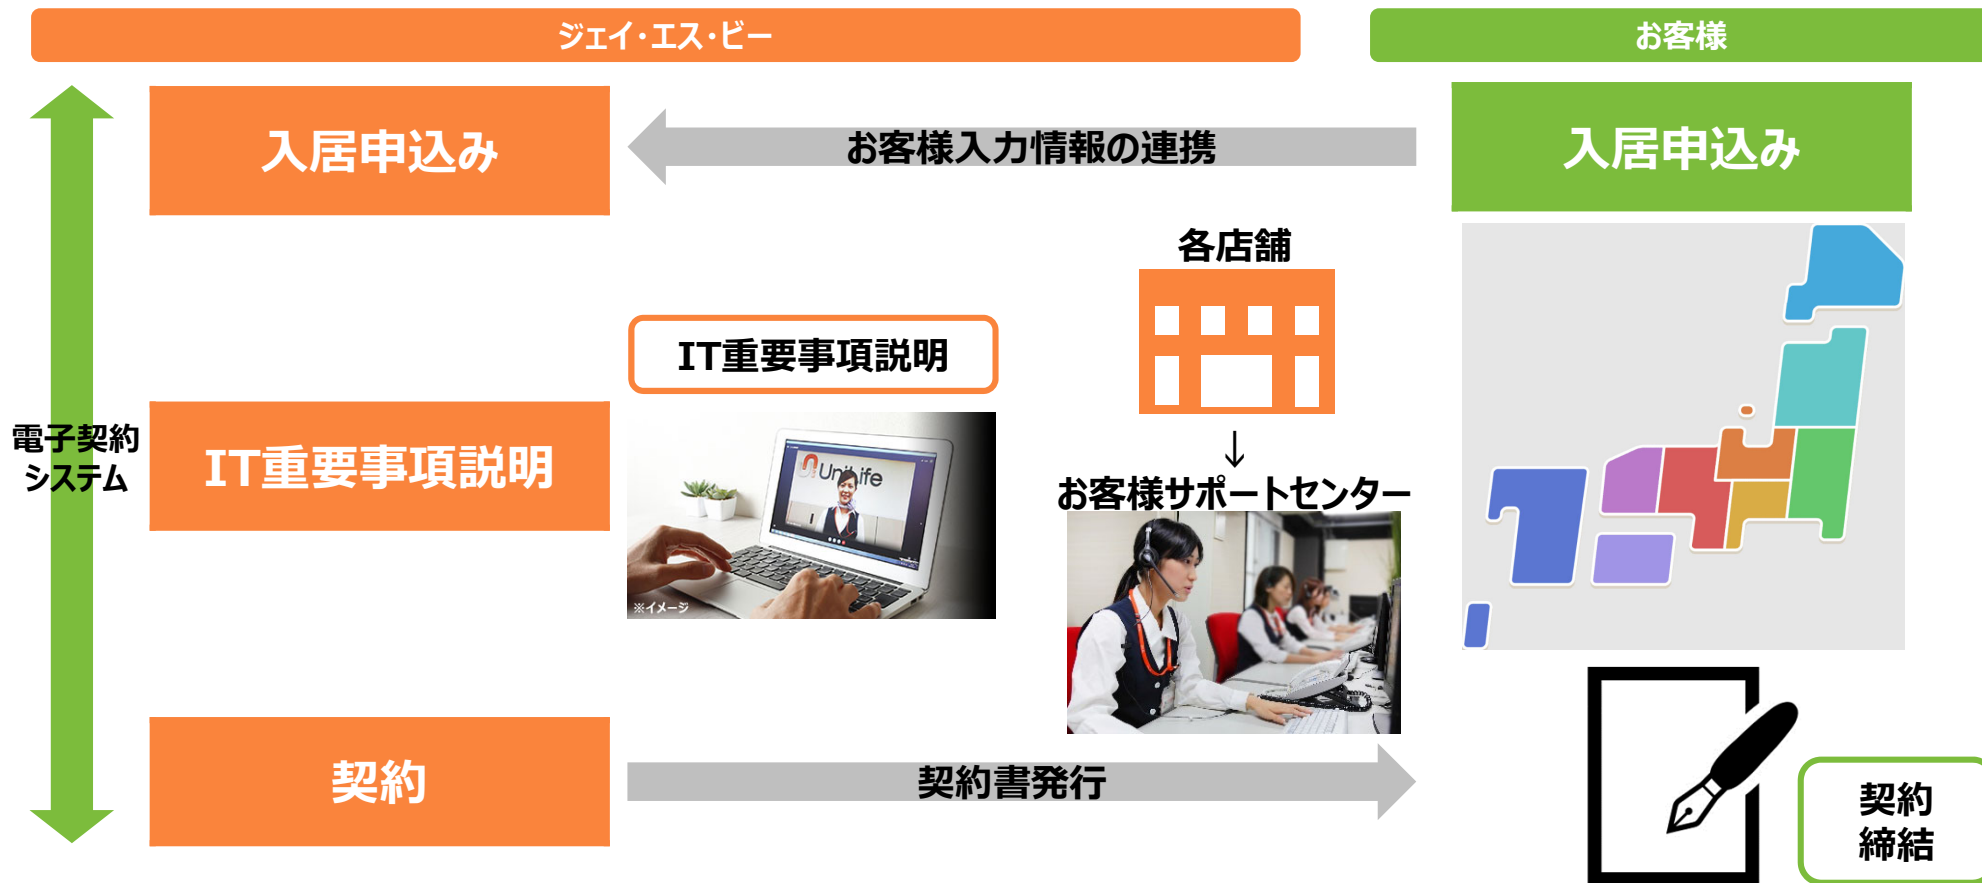 ジェイ・エス・ビー
お客様
入居申込み
お客様入力情報の連携
入居申込み
各店舗
IT重要事項説明
電子契約
システム
IT重要事項説明
UniLife
※イメージ
↓
お客様サポートセンター
契約
契約書発行
契約
締結